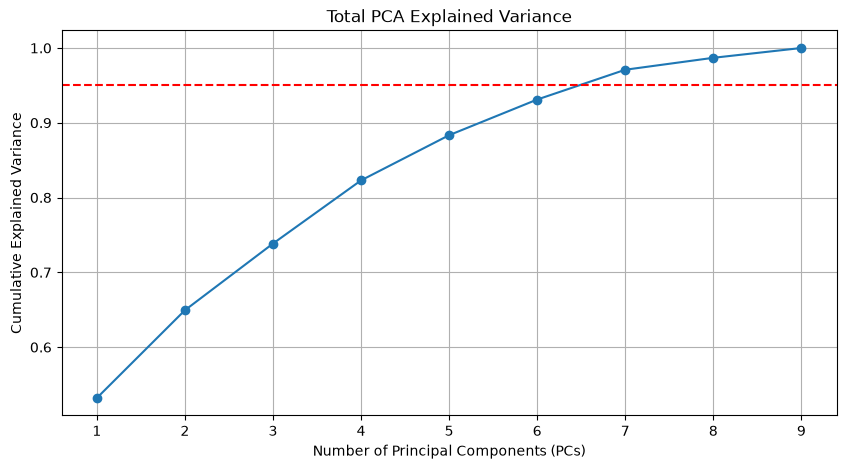 Total PCA Explained Variance
Cumulative Explained Variance
1.0
0.9
0.8
0.7
0.6
1 2 3 4 5 6 7 8 9
Number of Principal Components (PCs)